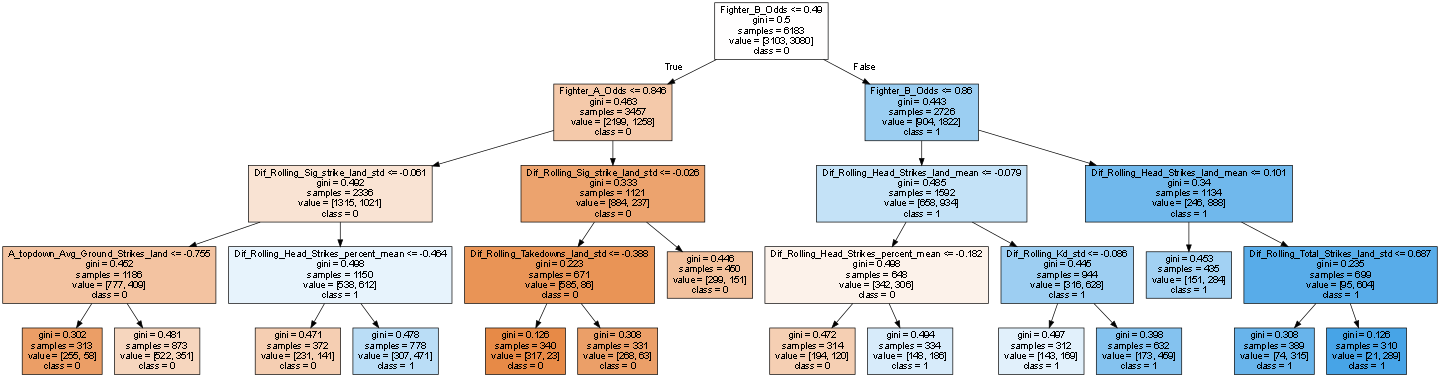 Fighter_B_Odds <= 0.49
gini = 0.5
samples = 6183
value = [3103, 3080]
class = 0
True
False
Fighter_A_Odds <= 0.846
gini = 0.463
samples = 3457
value = [2199, 1258]
class = 0
Fighter_B_Odds <= 0.86
gini = 0.443
samples = 2726
value = [904, 1822]
class = 1
Dif_Rolling_Sig_strike_land_std <= -0.061
gini = 0.492
samples = 2336
value = [1315, 1021]
class = 0
Dif_Rolling_Sig_strike_land_std <= -0.026
gini = 0.333
samples = 1121
value = [884, 237]
class = 0
Dif_Rolling_Head_Strikes_land_mean <= -0.079
gini = 0.485
samples = 1592
value = [658, 934]
class = 1
Dif_Rolling_Head_Strikes_land_mean <= 0.101
gini = 0.34
samples = 1134
value = [246, 888]
class = 1
A_topdown_Avg_Ground_Strikes_land <= -0.755
gini = 0.452
samples = 1186
value = [777, 409]
class = 0
Dif_Rolling_Head_Strikes_percent_mean <= -0.464
gini = 0.498
samples = 1150
value = [538, 612]
class = 1
Dif_Rolling_Takedowns_land_std <= -0.388
gini = 0.223
samples = 671
value = [585, 86]
class = 0
gini = 0.446
samples = 450
value = [299, 151]
class = 0
Dif_Rolling_Head_Strikes_percent_mean <= -0.182
gini = 0.498
samples = 648
value = [342, 306]
class = 0
Dif_Rolling_Kd_std <= -0.086
gini = 0.445
samples = 944
value = [316, 628]
class = 1
gini = 0.453
samples = 435
value = [151, 284]
class = 1
Dif_Rolling_Total_Strikes_land_std <= 0.687
gini = 0.235
samples = 699
value = [95, 604]
class = 1
gini = 0.302
samples = 313
value = [255, 58]
class = 0
gini = 0.481
samples = 873
value = [522, 351]
class = 0
gini = 0.471
samples = 372
value = [231, 141]
class = 0
gini = 0.478
samples = 778
value = [307, 471]
class = 1
gini = 0.126
samples = 340
value = [317, 23]
class = 0
gini = 0.308
samples = 331
value = [268, 63]
class = 0
gini = 0.472
samples = 314
value = [194, 120]
class = 0
gini = 0.494
samples = 334
value = [148, 186]
class = 1
gini = 0.497
samples = 312
value = [143, 169]
class = 1
gini = 0.398
samples = 632
value = [173, 459]
class = 1
gini = 0.308
samples = 389
value = [74, 315]
class = 1
gini = 0.126
samples = 310
value = [21, 289]
class = 1